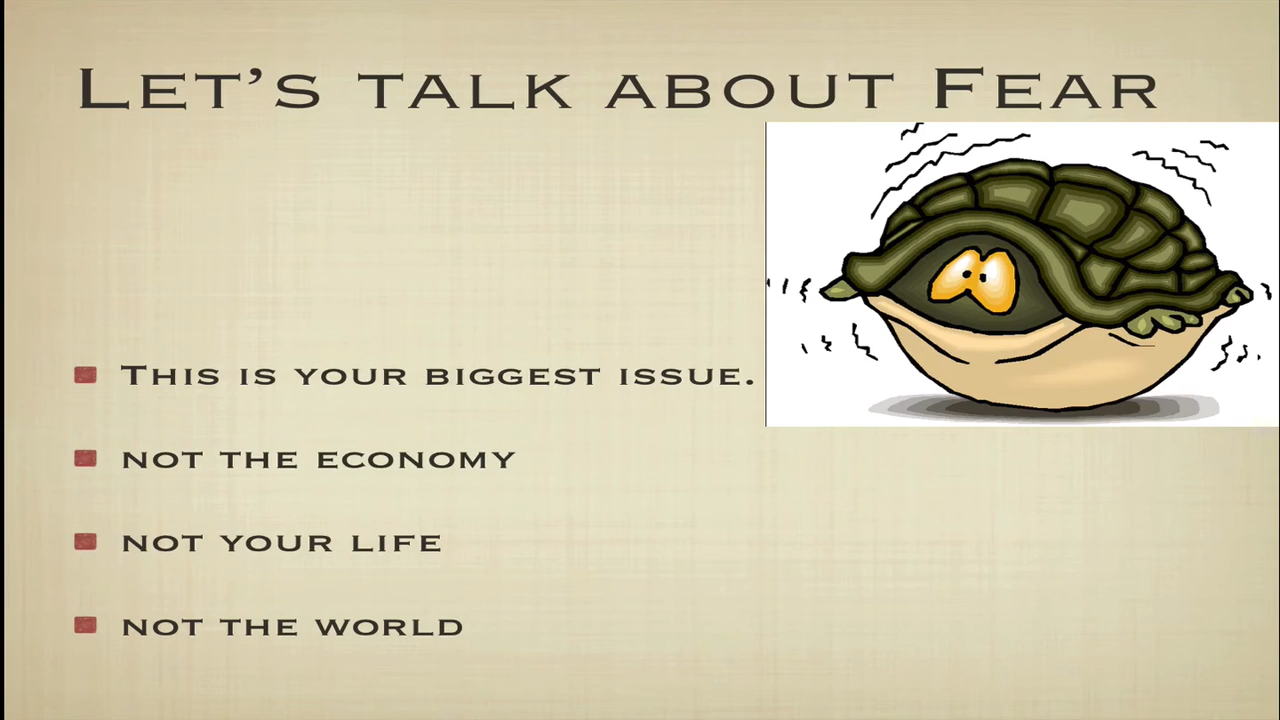 Let’s talk about Fear
This is your biggest issue.
not the economy
not your life
not the world